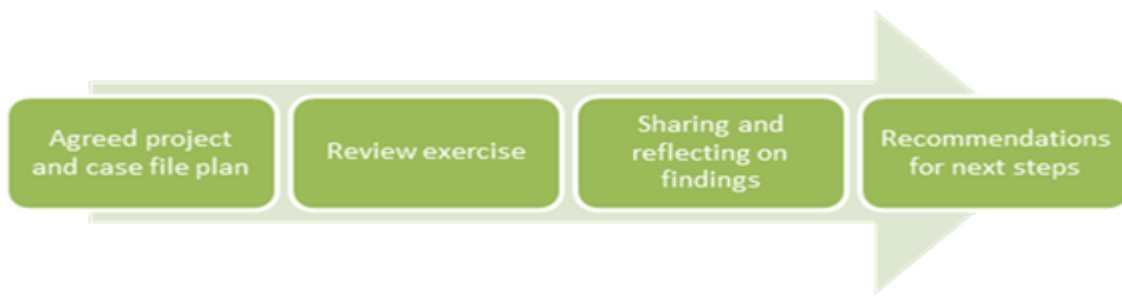 Agreed project
and case file plan
Review exercise
Sharing and
reflecting on
findings
Recommendations
for next steps